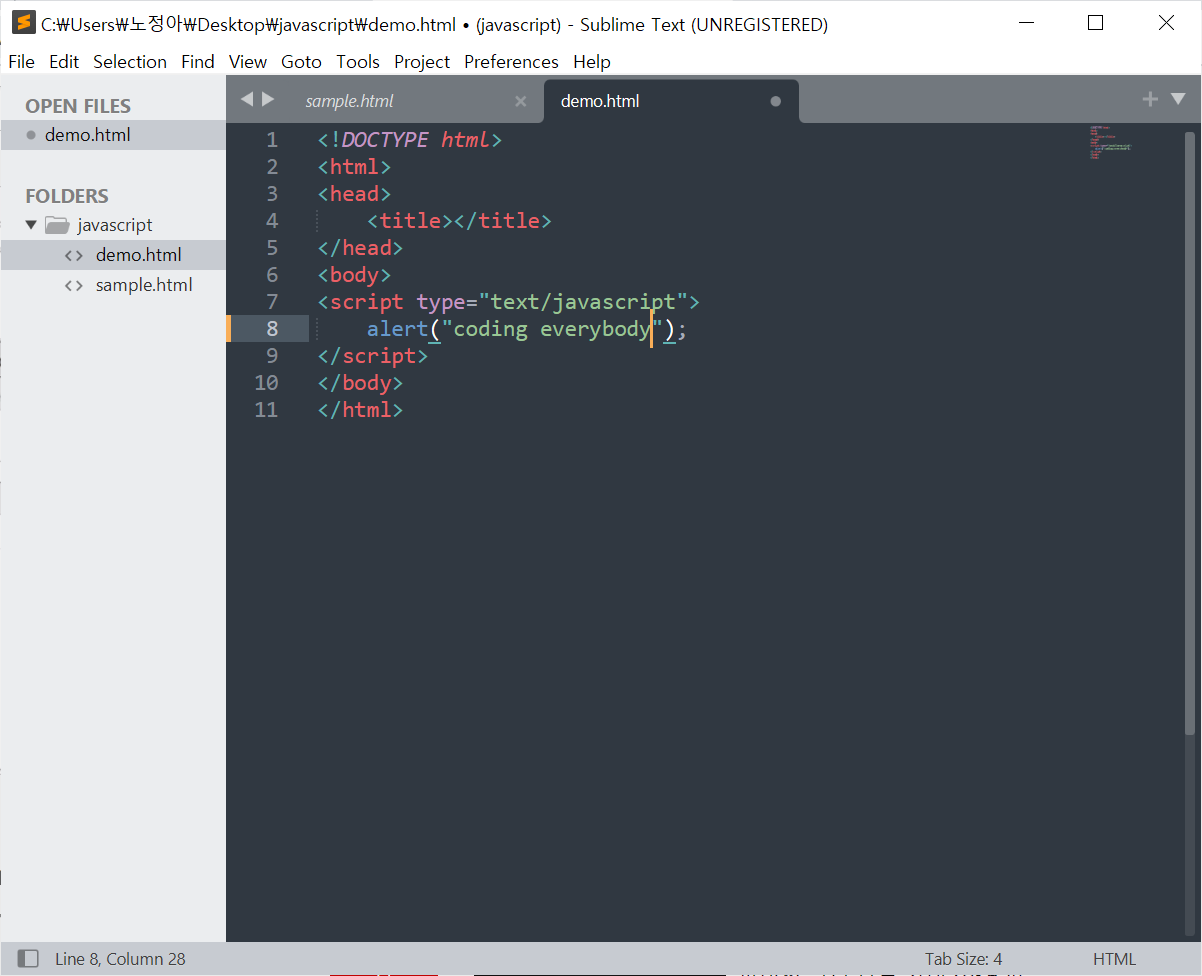 C:₩Users₩노정아₩Desktop₩javascript₩demo.html • (javascript) - Sublime Text (UNREGISTERED)
File Edit Selection Find View Goto Tools Project Preferences Help
OPEN FILES
demo.html
FOLDERS
javascript
demo.html
sample.html
sample.html
demo.html
1 <!DOCTYPE html>
2 <html>
3 <head>
4     <title></title>
5 </head>
6 <body>
7 <script type="text/javascript">
8     alert("coding everybody");
9 </script>
10 </body>
11 </html>
Line 8, Column 28
Tab Size: 4
HTML